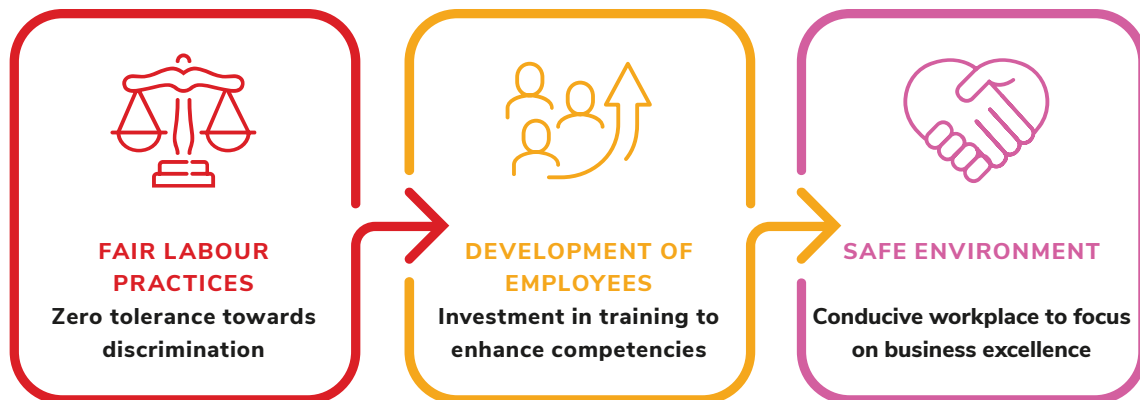 FAIR LABOUR
PRACTICES
Zero tolerance towards
discrimination
DEVELOPMENT OF
EMPLOYEES
Investment in training to
enhance competencies
SAFE ENVIRONMENT
Conducive workplace to focus
on business excellence